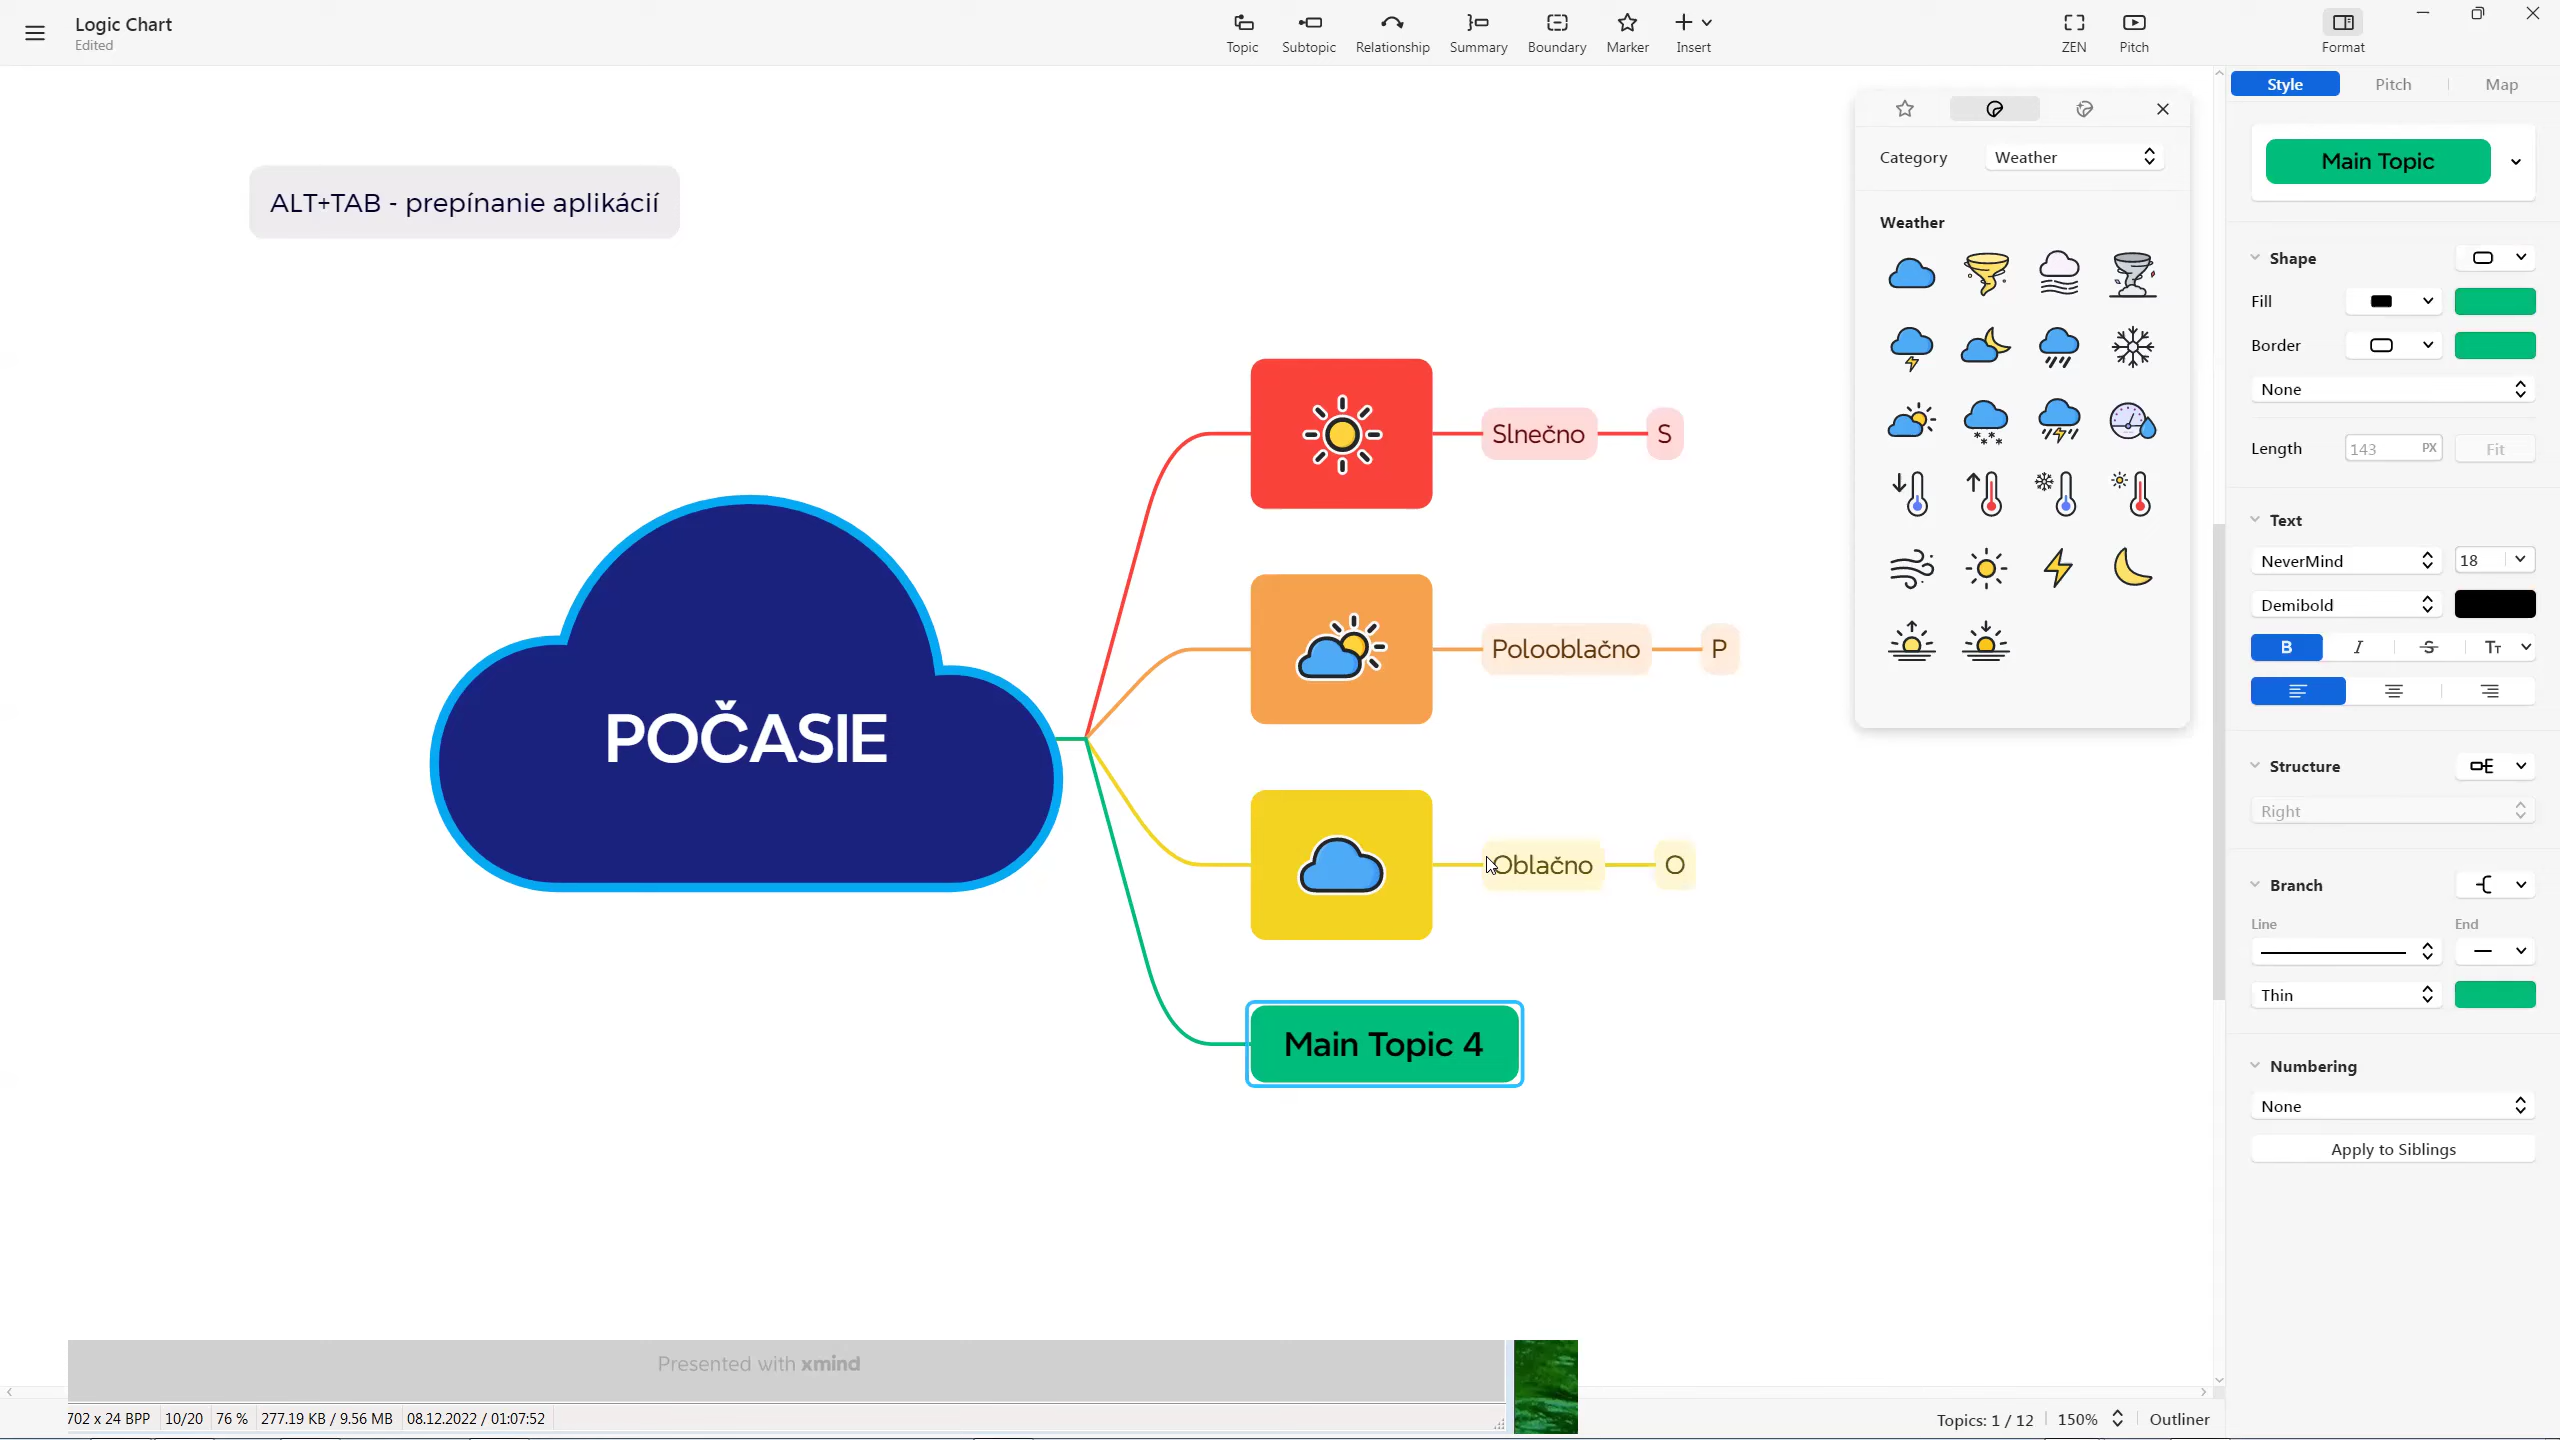 Logic Chart
Edited
Topic
Subtopic
Relationship
Summary
Boundary
Marker
Insert
ZEN
Pitch
Format
Style
Pitch
Map
ALT+TAB - prepínanie aplikácií
Category
Weather
Weather
Main Topic
Shape
Fill
Border
None
Length
143
PX
Fit
Text
NeverMind
18
Demibold
B
I
S
Tт
Structure
Right
Branch
Line
End
Thin
Numbering
None
Apply to Siblings
POČASIE
Slnečno
S
Polooblačno
P
Oblačno
O
Main Topic 4
Presented with xmind
702 x 24 BPP
10/20
76 %
277.19 KB / 9.56 MB
08.12.2022 / 01:07:52
Topics: 1 / 12
150%
Outliner